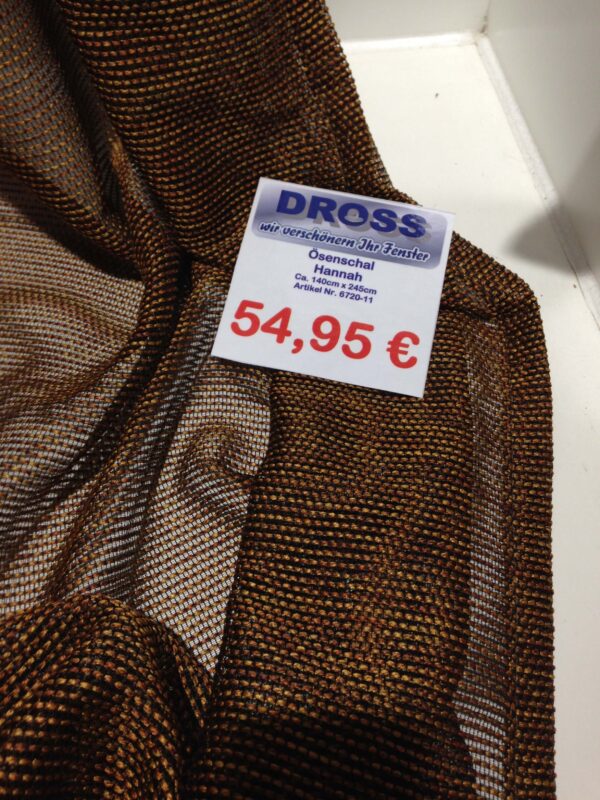 DROSS
wir verschönern Ihr Fenster
Ösenschal
Hannah
Ca. 140cm x 245cm
Artikel Nr. 6720-11
54,95 €